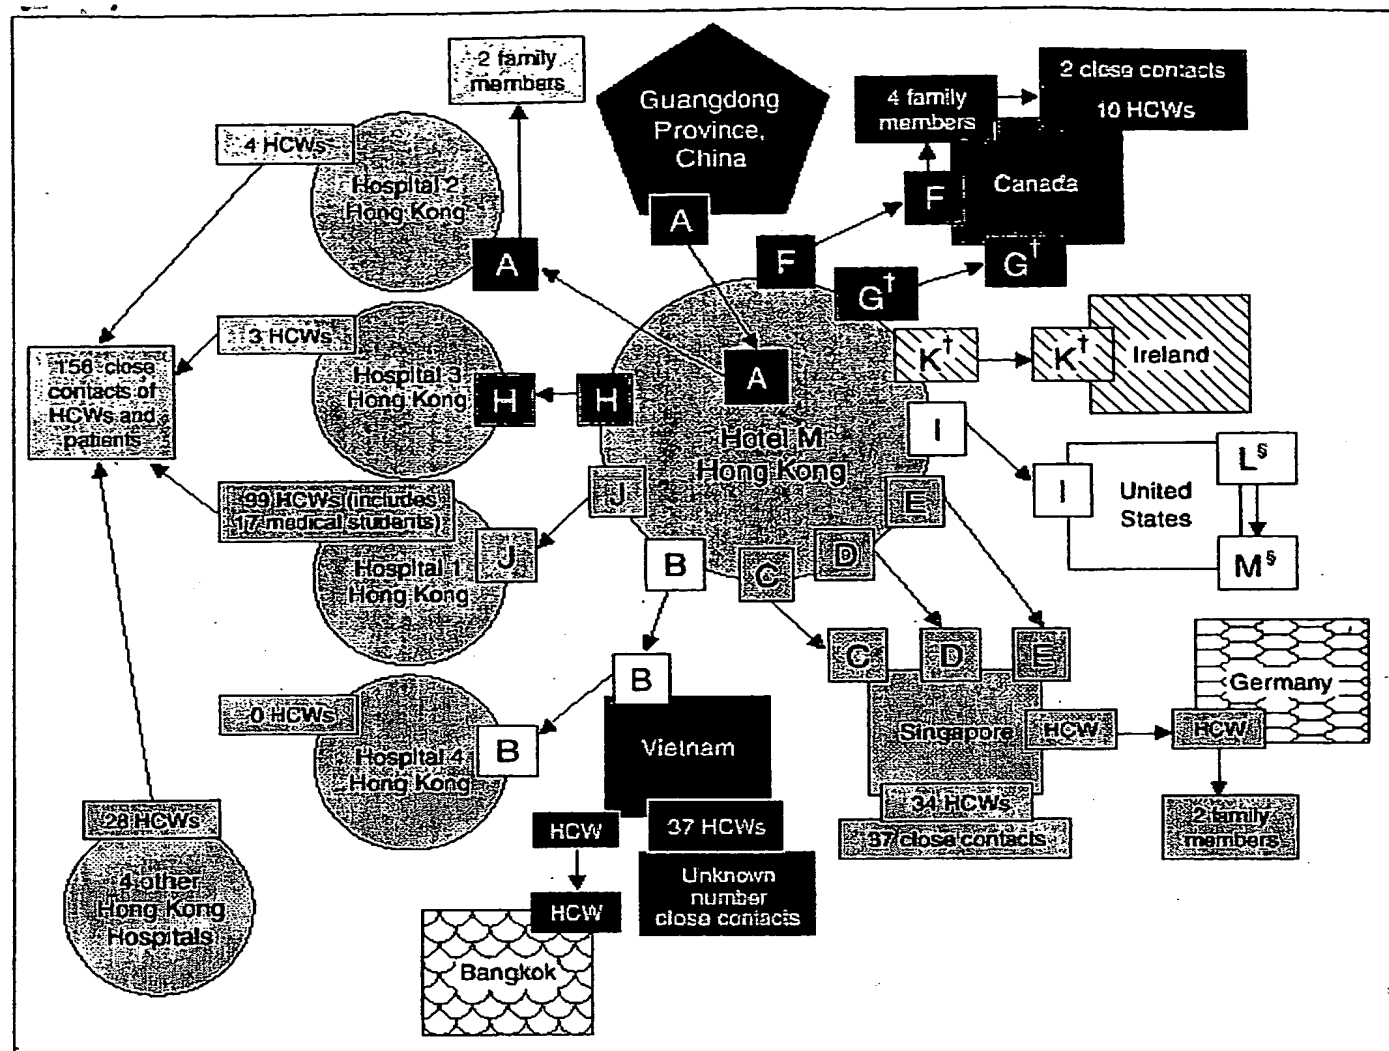 2 family
members
Guangdong
Province,
China
4 family
members
2 close contacts
10 HCWs
4 HCWs
Hospital 2
Hong Kong
Canada
A
A
F
F
G†
G†
3 HCWs
Hospital 3
Hong Kong
H
H
A
Hotel M
Hong Kong
K†
K†
Ireland
156 close
contacts of
HCWs and
patients
I
I
United
States
L§
M§
99 HCWs (includes
17 medical students)
Hospital 1
Hong Kong
J
J
B
C
D
E
0 HCWs
Hospital 4
Hong Kong
B
B
Vietnam
C
D
E
Singapore
HCW
HCW
Germany
34 HCWs
37 close contacts
2 family
members
28 HCWs
4 other
Hong Kong
Hospitals
HCW
37 HCWs
HCW
Unknown
number
close contacts
Bangkok